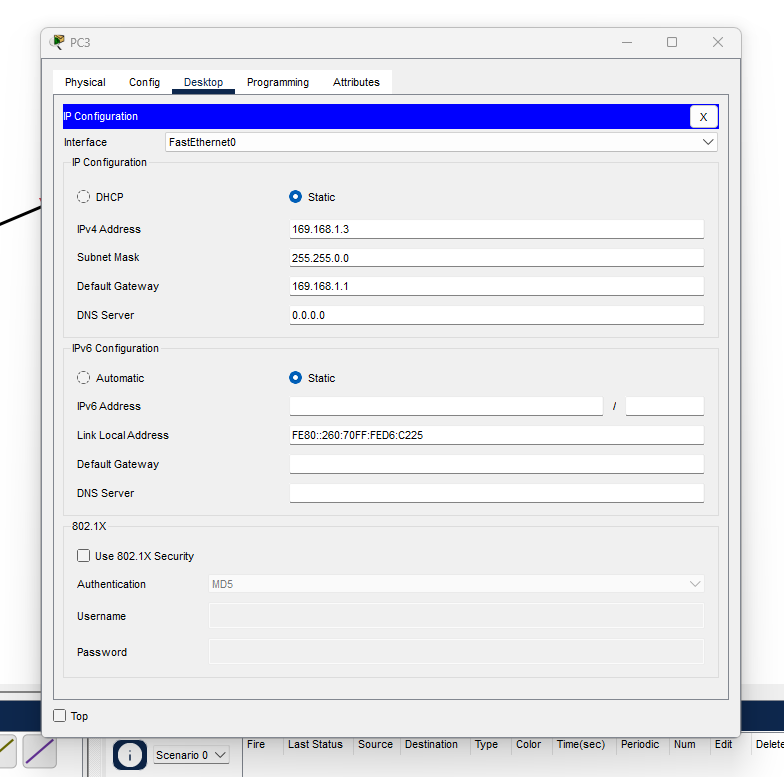 PC3
Physical Config Desktop Programming Attributes
IP Configuration X
Interface FastEthernet0
IP Configuration
DHCP Static
IPv4 Address 169.168.1.3
Subnet Mask 255.255.0.0
Default Gateway 169.168.1.1
DNS Server 0.0.0.0
IPv6 Configuration
Automatic Static
IPv6 Address /
Link Local Address FE80::260:70FF:FED6:C225
Default Gateway
DNS Server
802.1X
Use 802.1X Security
Authentication MD5
Username
Password
Top
Scenario 0 Fire Last Status Source Destination Type Color Time(sec) Periodic Num Edit Delete